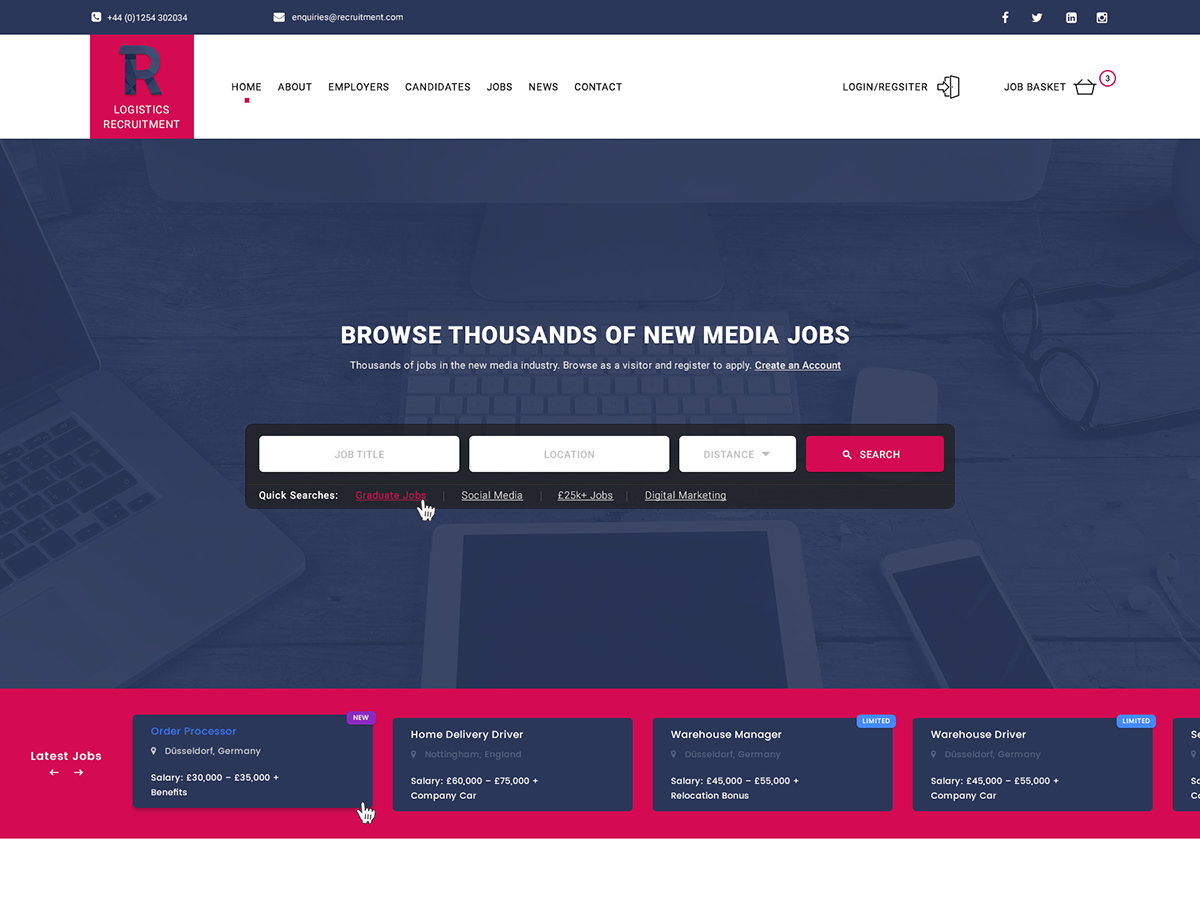 +44 (0)1254 302034
enquiries@recruitment.com
R
LOGISTICS
RECRUITMENT
HOME
ABOUT
EMPLOYERS
CANDIDATES
JOBS
NEWS
CONTACT
LOGIN/REGSITER
JOB BASKET
3
BROWSE THOUSANDS OF NEW MEDIA JOBS
Thousands of jobs in the new media industry. Browse as a visitor and register to apply. Create an Account
JOB TITLE
LOCATION
DISTANCE
SEARCH
Quick Searches:
Graduate Jobs
Social Media
£25k+ Jobs
Digital Marketing
Latest Jobs
NEW
Order Processor
Düsseldorf, Germany
Salary: £30,000 – £35,000 +
Benefits
Home Delivery Driver
Nottingham, England
Salary: £60,000 – £75,000 +
Company Car
LIMITED
Warehouse Manager
Düsseldorf, Germany
Salary: £45,000 – £55,000 +
Relocation Bonus
LIMITED
Warehouse Driver
Düsseldorf, Germany
Salary: £45,000 – £55,000 +
Company Car